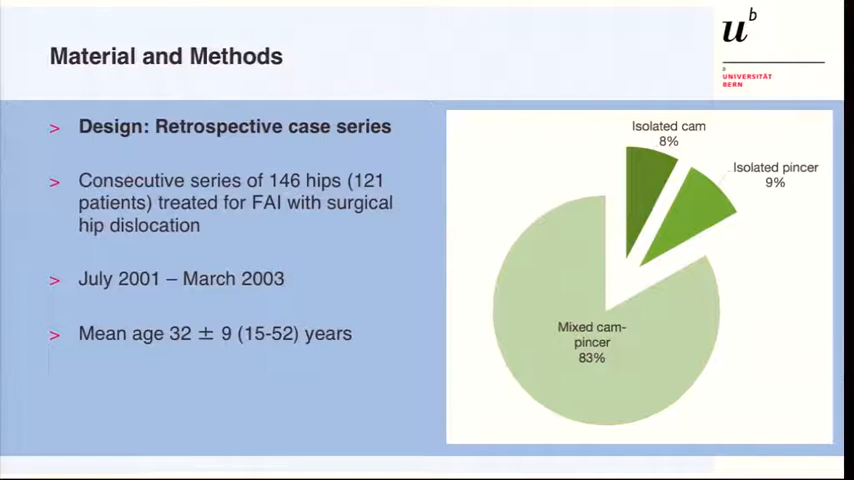 Material and Methods
u
b
b
UNIVERSITÄT
BERN
> Design: Retrospective case series
> Consecutive series of 146 hips (121
patients) treated for FAI with surgical
hip dislocation
> July 2001 – March 2003
> Mean age 32 ± 9 (15-52) years
Isolated cam
8%
Isolated pincer
9%
Mixed cam-
pincer
83%